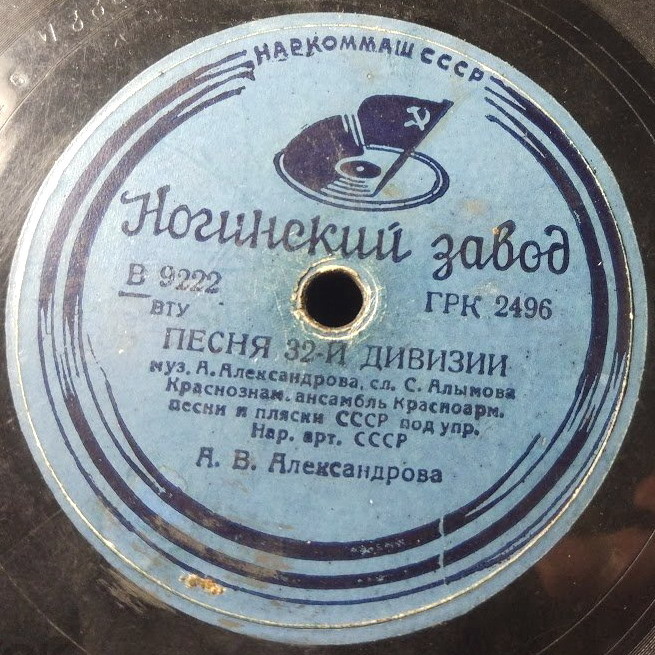 НАРКОММАШ СССР
Ногинский завод
В 9222
ВТУ
ГРК 2496
ПЕСНЯ 32-Й ДИВИЗИИ
муз. А. Александрова, сл. С. Алымова
Краснознам. ансамбль Красноарм.
песни и пляски СССР под упр.
Нар. арт. СССР
А. В. Александрова